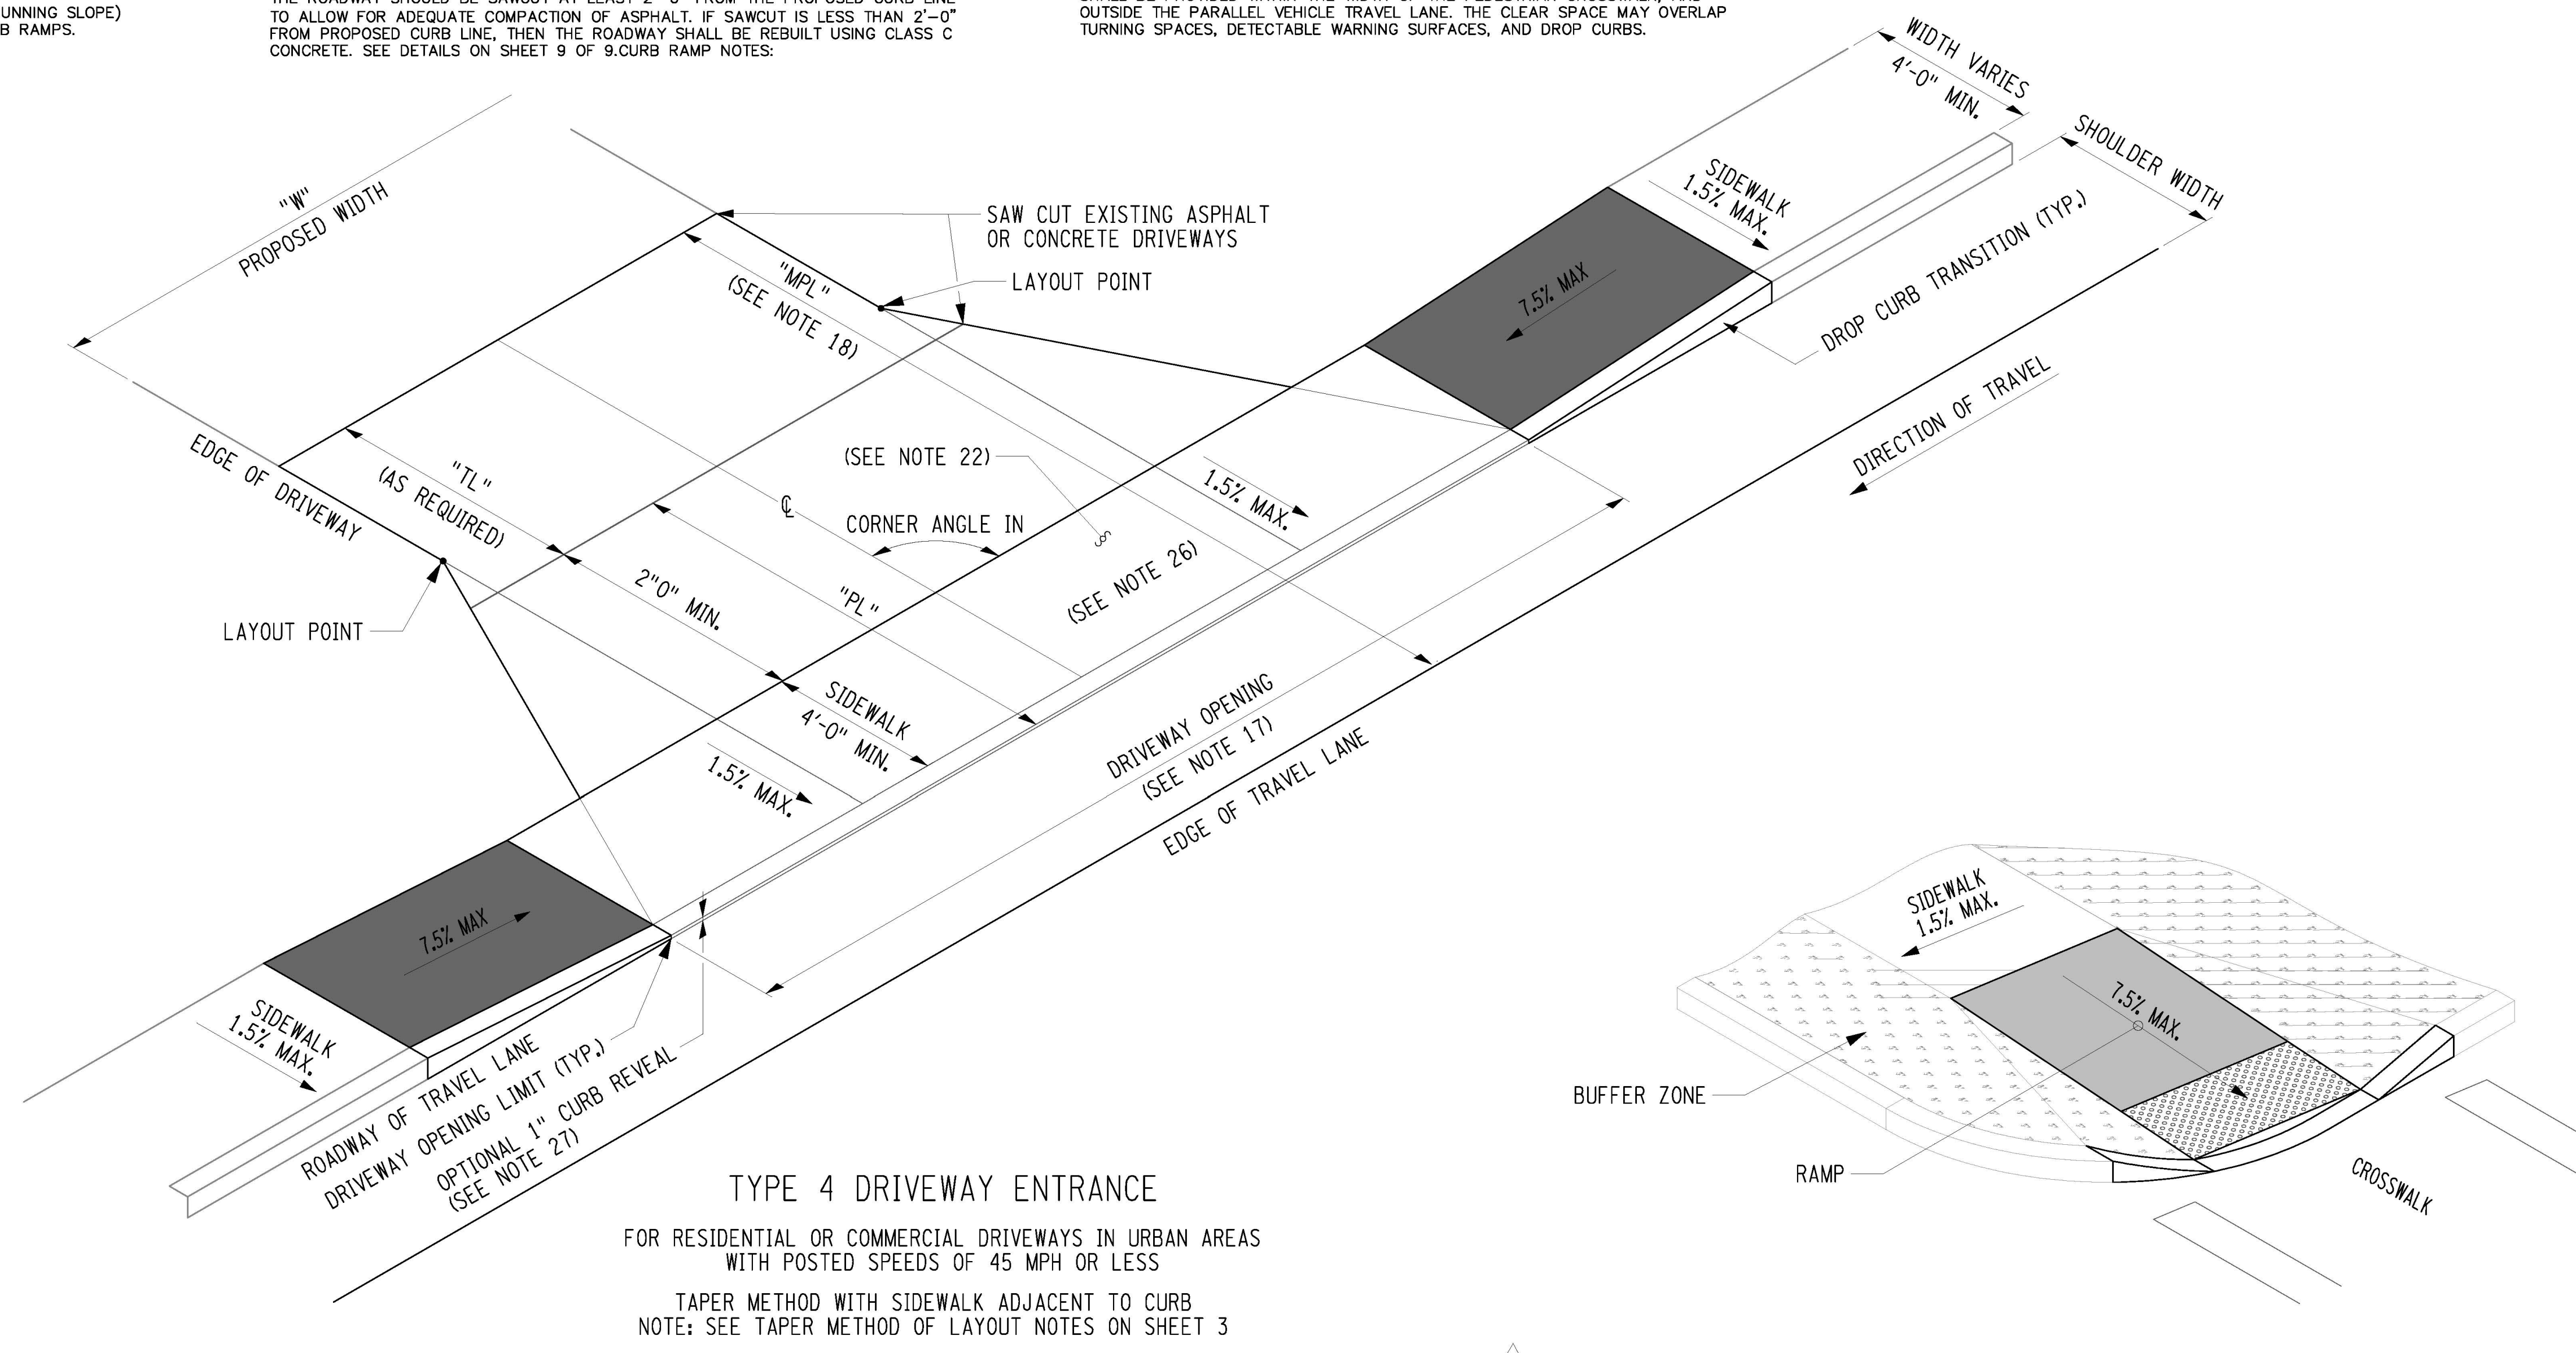 UNNING SLOPE)
B RAMPS.
TO ALLOW FOR ADEQUATE COMPACTION OF ASPHALT. IF SAWCUT IS LESS THAN 2'-0"
FROM PROPOSED CURB LINE, THEN THE ROADWAY SHALL BE REBUILT USING CLASS C
CONCRETE. SEE DETAILS ON SHEET 9 OF 9.CURB RAMP NOTES:
OUTSIDE THE PARALLEL VEHICLE TRAVEL LANE. THE CLEAR SPACE MAY OVERLAP
TURNING SPACES, DETECTABLE WARNING SURFACES, AND DROP CURBS.
WIDTH VARIES
4'-0" MIN.
SHOULDER WIDTH
"W"
PROPOSED WIDTH
SAW CUT EXISTING ASPHALT
OR CONCRETE DRIVEWAYS
LAYOUT POINT
"MPL"
(SEE NOTE 18)
SIDEWALK
1.5% MAX.
7.5% MAX
DROP CURB TRANSITION (TYP.)
DIRECTION OF TRAVEL
EDGE OF DRIVEWAY
"TL"
(AS REQUIRED)
(SEE NOTE 22)
℄
CORNER ANGLE IN
1.5% MAX.
(SEE NOTE 26)
2"0" MIN.
"PL"
LAYOUT POINT
SIDEWALK
4'-0" MIN.
1.5% MAX.
DRIVEWAY OPENING
(SEE NOTE 17)
EDGE OF TRAVEL LANE
7.5% MAX
SIDEWALK
1.5% MAX.
ROADWAY OF TRAVEL LANE
DRIVEWAY OPENING LIMIT (TYP.)
OPTIONAL 1" CURB REVEAL
(SEE NOTE 27)
TYPE 4 DRIVEWAY ENTRANCE
FOR RESIDENTIAL OR COMMERCIAL DRIVEWAYS IN URBAN AREAS
WITH POSTED SPEEDS OF 45 MPH OR LESS
TAPER METHOD WITH SIDEWALK ADJACENT TO CURB
NOTE: SEE TAPER METHOD OF LAYOUT NOTES ON SHEET 3
SIDEWALK
1.5% MAX.
7.5% MAX.
BUFFER ZONE
RAMP
CROSSWALK